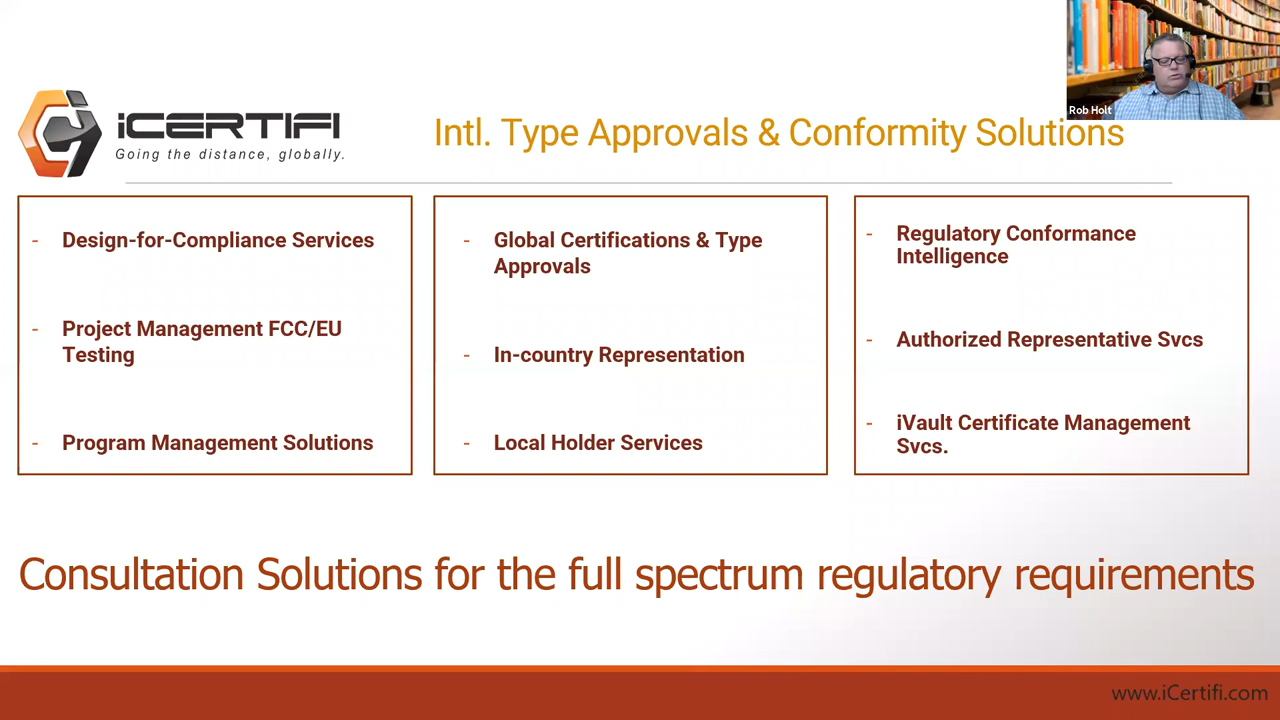 Rob Holt
iCERTIFI
Going the distance, globally.
Intl. Type Approvals & Conformity Solutions
- Design-for-Compliance Services
- Project Management FCC/EU
Testing
- Program Management Solutions
- Global Certifications & Type
Approvals
- In-country Representation
- Local Holder Services
- Regulatory Conformance
Intelligence
- Authorized Representative Svcs
- iVault Certificate Management
Svcs.
Consultation Solutions for the full spectrum regulatory requirements
www.iCertifi.com